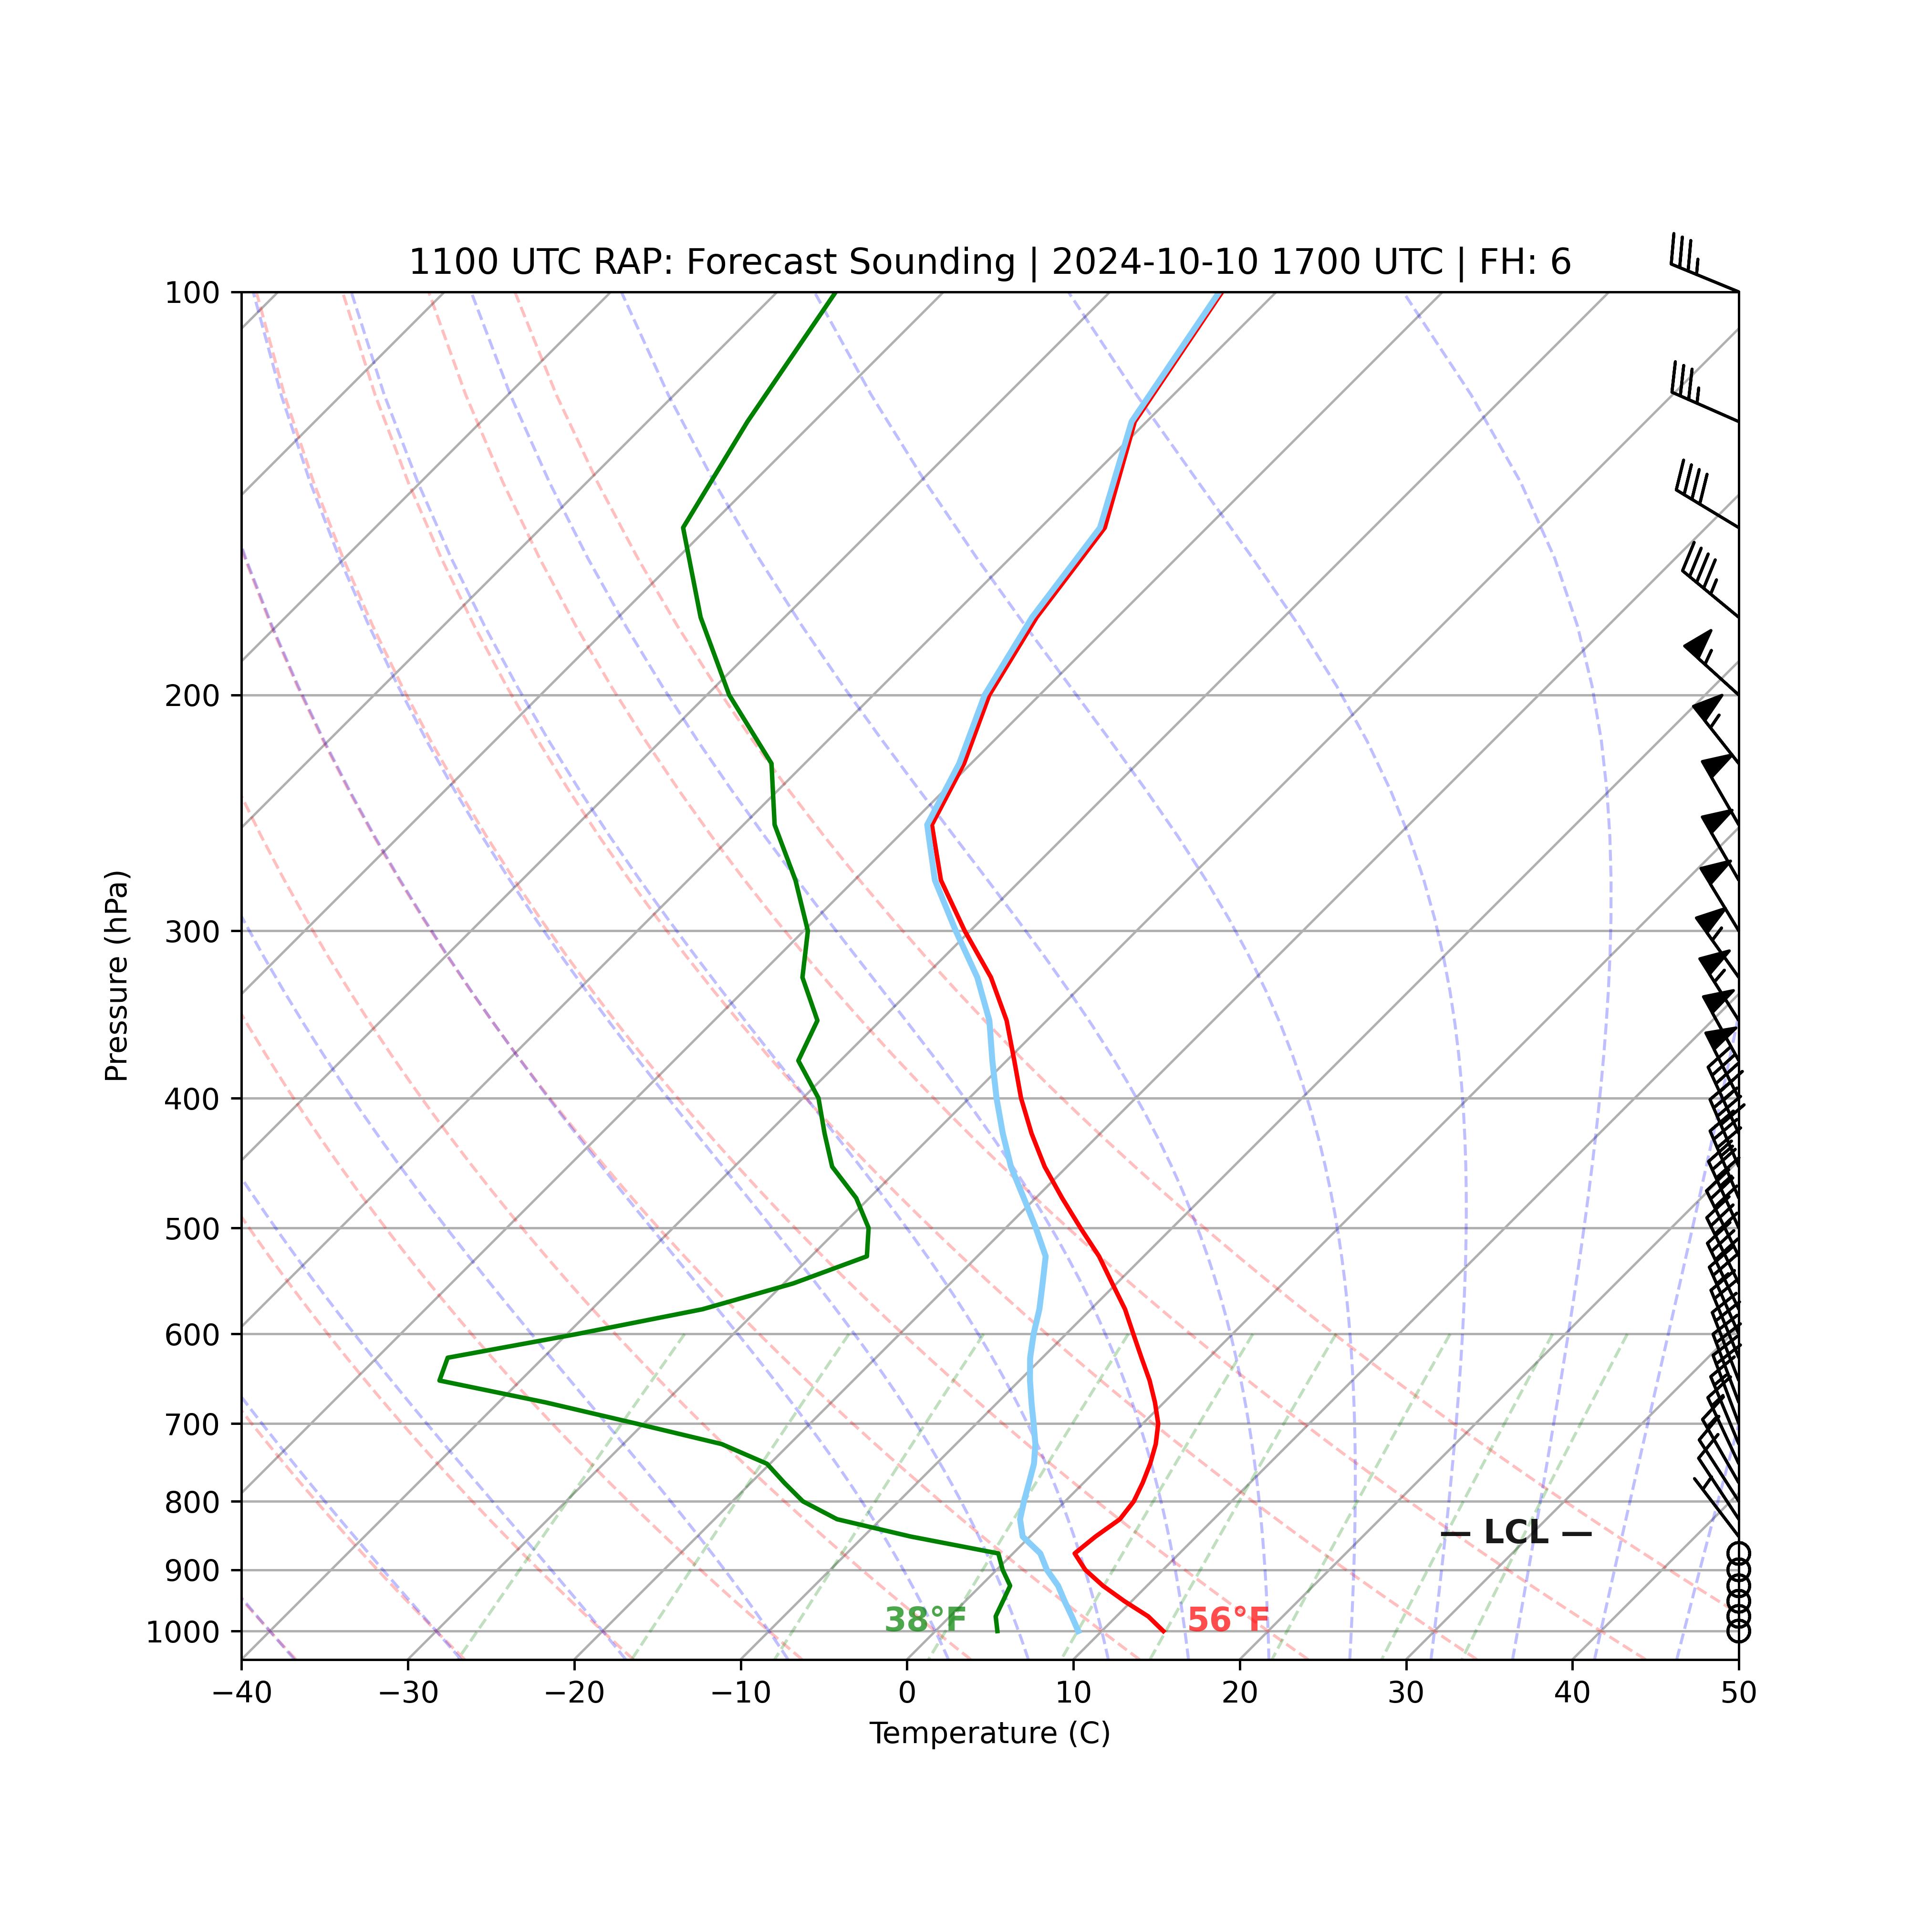 1100 UTC RAP: Forecast Sounding | 2024-10-10 1700 UTC | FH: 6
100
200
300
400
500
600
700
800
900
1000
Pressure (hPa)
— LCL —
38°F
56°F
−40 −30 −20 −10 0 10 20 30 40 50
Temperature (C)